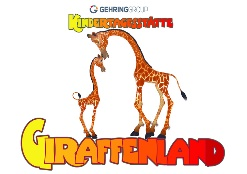 GEHRINGGROUP
KINDERTAGESSTÄTTE
GIRAFFENLAND